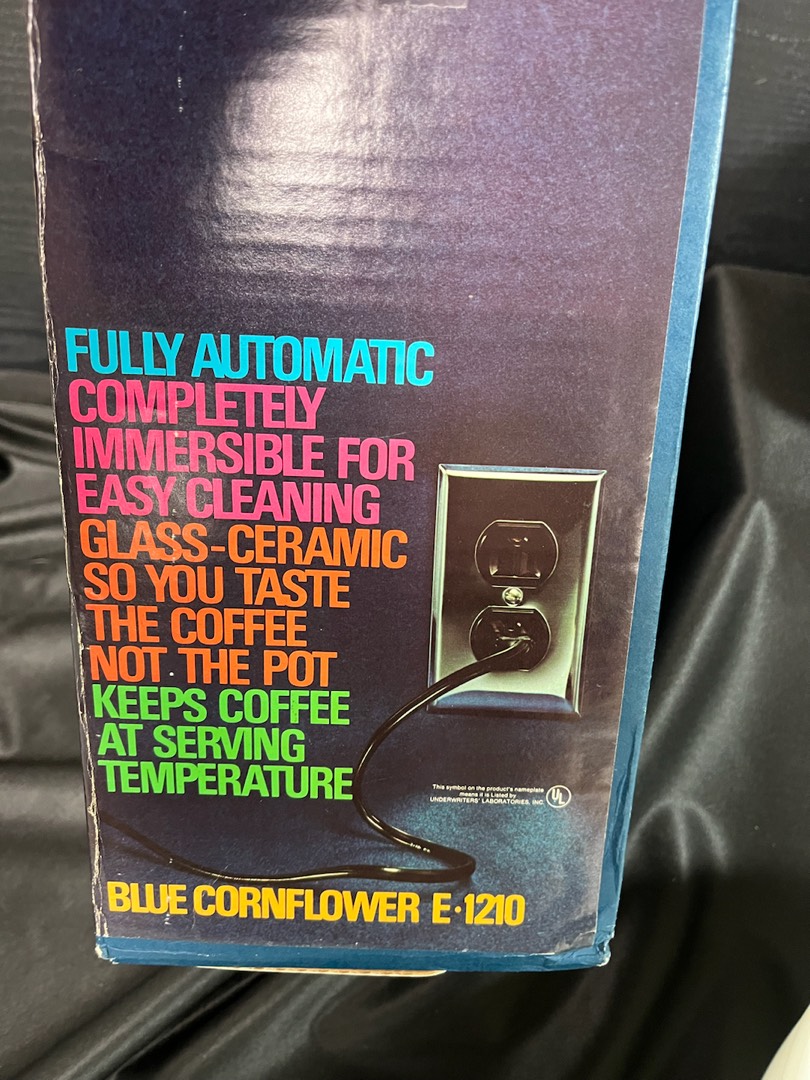 FULLY AUTOMATIC
COMPLETELY
IMMERSIBLE FOR
EASY CLEANING
GLASS-CERAMIC
SO YOU TASTE
THE COFFEE
NOT THE POT
KEEPS COFFEE
AT SERVING
TEMPERATURE
This symbol on the product's nameplate
means it is Listed by
UNDERWRITERS' LABORATORIES, INC.
UL
BLUE CORNFLOWER E·1210